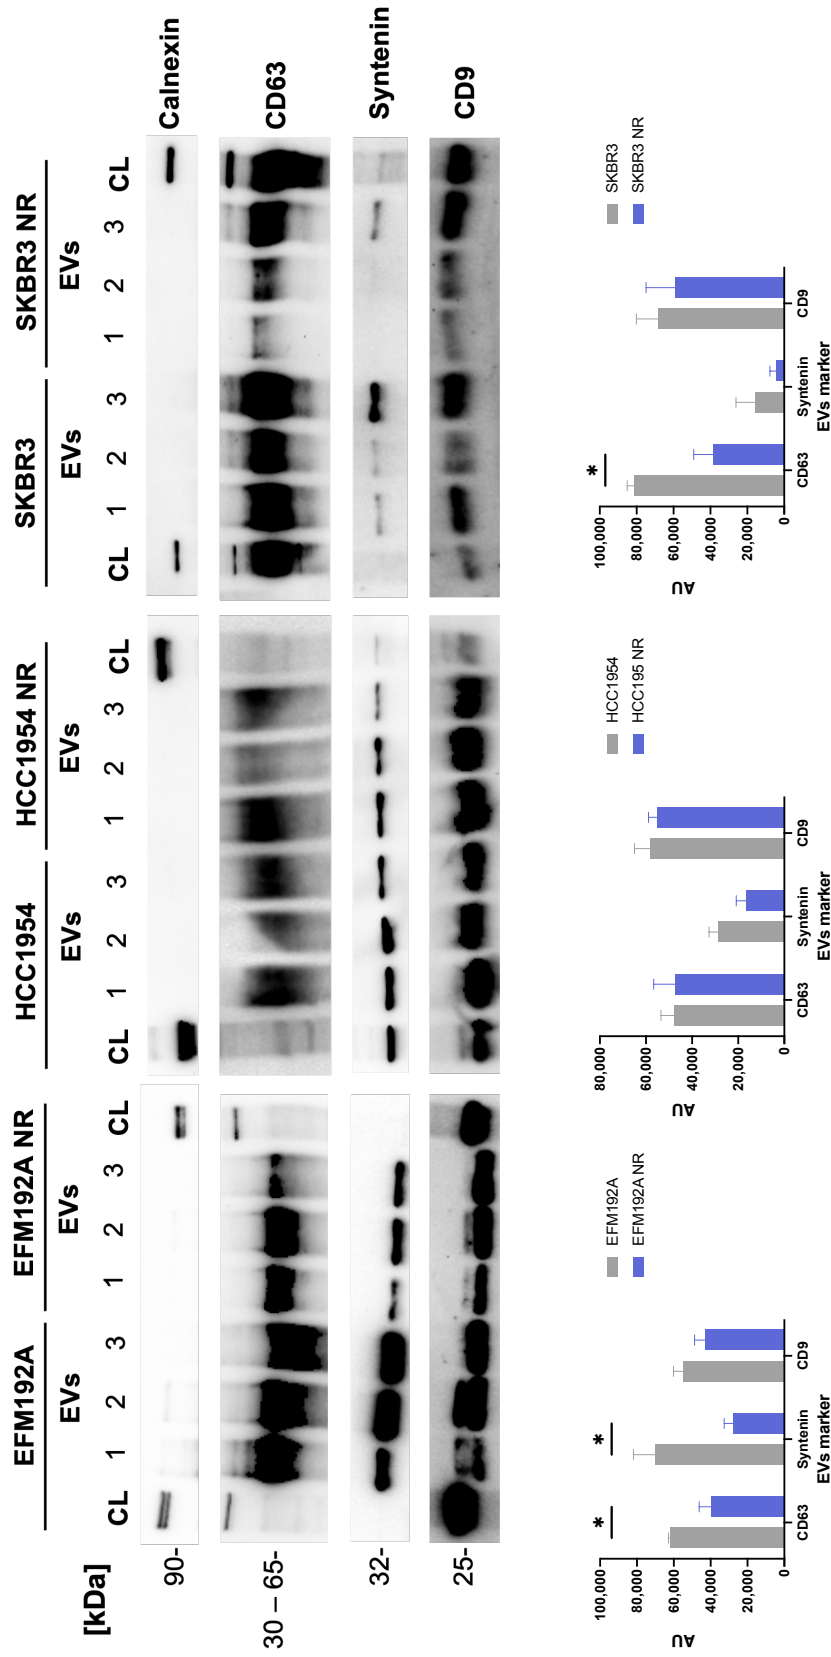 EFM192A EFM192A NR HCC1954 HCC1954 NR SKBR3 SKBR3 NR
EVs EVs EVs EVs EVs EVs
[kDa] CL 1 2 3 1 2 3 CL CL 1 2 3 1 2 3 CL CL 1 2 3 1 2 3 CL
90- Calnexin
30 – 65- CD63
32- Syntenin
25- CD9
EFM192A
EFM192A NR
AU
100,000
80,000
60,000
40,000
20,000
0
* *
CD63 Syntenin CD9
EVs marker
HCC1954
HCC195 NR
AU
80,000
60,000
40,000
20,000
0
CD63 Syntenin CD9
EVs marker
SKBR3
SKBR3 NR
AU
100,000
80,000
60,000
40,000
20,000
0
*
CD63 Syntenin CD9
EVs marker